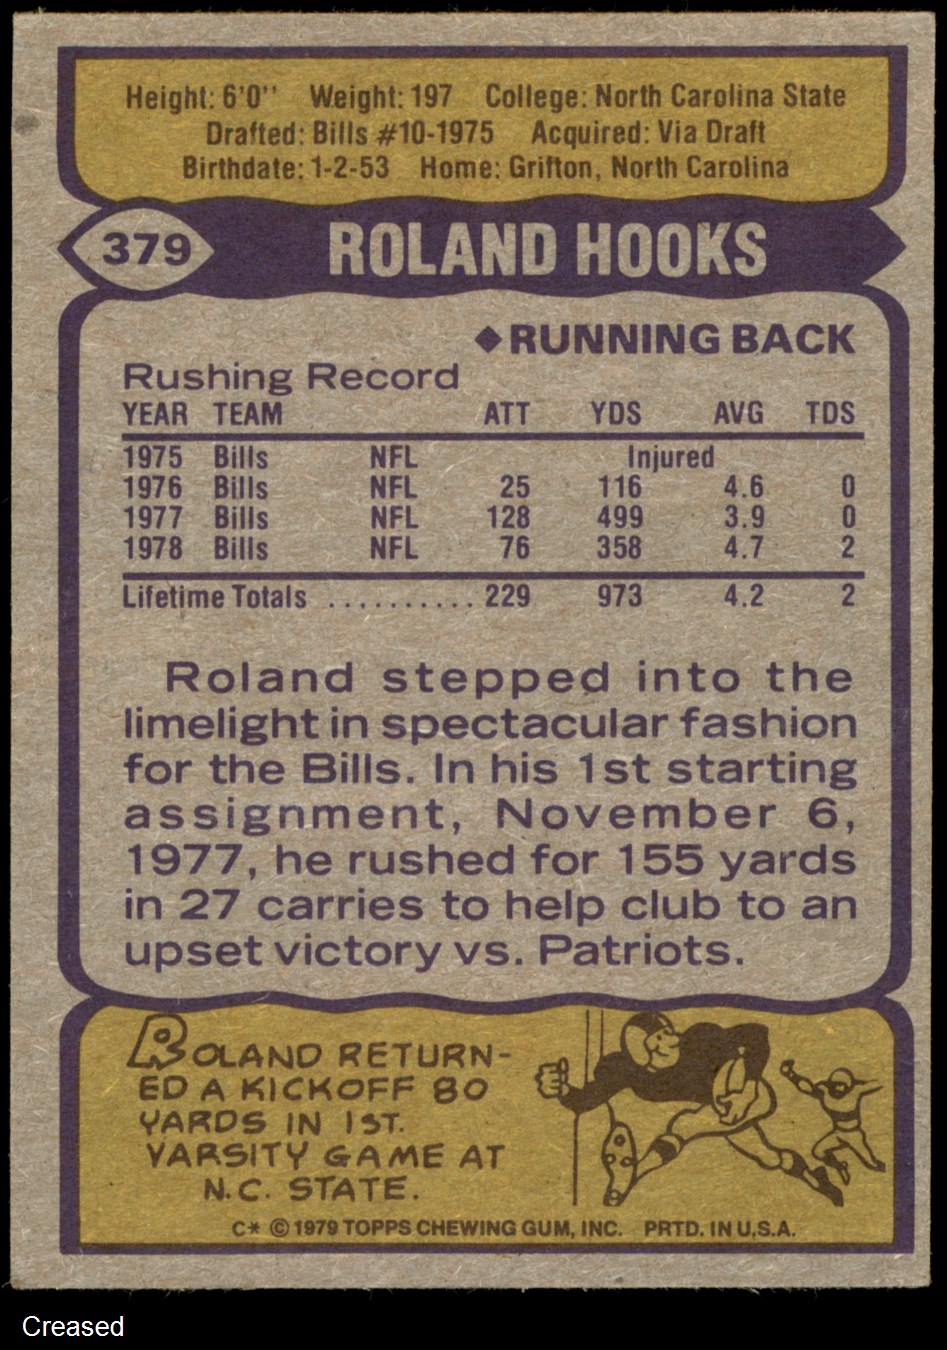 Height: 6'0'' Weight: 197 College: North Carolina State
Drafted: Bills #10-1975 Acquired: Via Draft
Birthdate: 1-2-53 Home: Grifton, North Carolina
379 ROLAND HOOKS
◆RUNNING BACK
Rushing Record
YEAR TEAM ATT YDS AVG TDS
1975 Bills NFL Injured
1976 Bills NFL 25 116 4.6 0
1977 Bills NFL 128 499 3.9 0
1978 Bills NFL 76 358 4.7 2
Lifetime Totals .......... 229 973 4.2 2
Roland stepped into the
limelight in spectacular fashion
for the Bills. In his 1st starting
assignment, November 6,
1977, he rushed for 155 yards
in 27 carries to help club to an
upset victory vs. Patriots.
ROLAND RETURN-
ED A KICKOFF 80
YARDS IN 1ST.
VARSITY GAME AT
N.C. STATE.
C* © 1979 TOPPS CHEWING GUM, INC. PRTD. IN U.S.A.
Creased